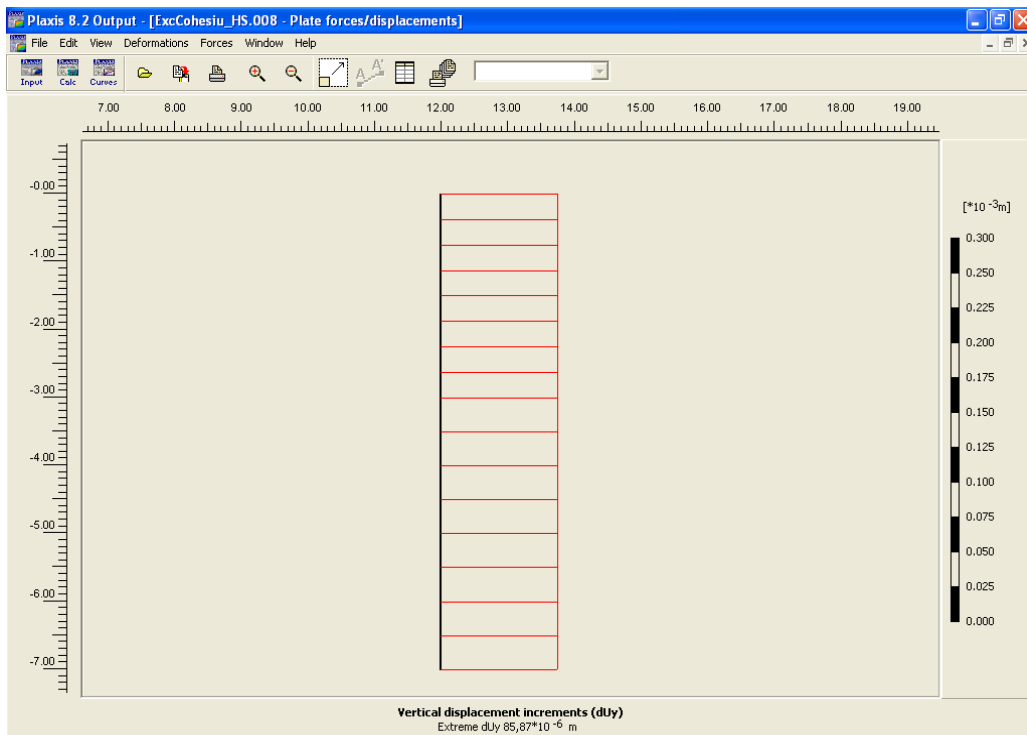 Plaxis 8.2 Output - [ExcCohesiu_HS.008 - Plate forces/displacements]
File Edit View Deformations Forces Window Help
Input Calc Curves
7.00 8.00 9.00 10.00 11.00 12.00 13.00 14.00 15.00 16.00 17.00 18.00 19.00
-0.00
-1.00
-2.00
-3.00
-4.00
-5.00
-6.00
-7.00
[*10 -3m]
0.300
0.250
0.225
0.200
0.175
0.150
0.125
0.100
0.075
0.050
0.025
0.000
Vertical displacement increments (dUy)
Extreme dUy 85,87*10 -6 m